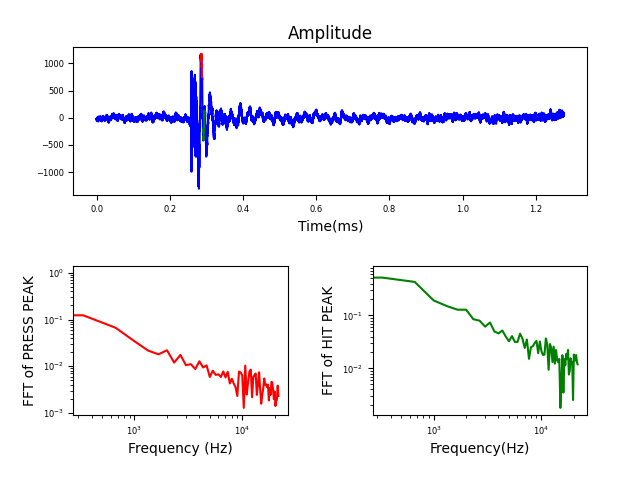 Amplitude
1000
500
0
−500
−1000
0.0 0.2 0.4 0.6 0.8 1.0 1.2
Time(ms)
FFT of PRESS PEAK
10⁰
10⁻¹
10⁻²
10⁻³
10³ 10⁴
Frequency (Hz)
FFT of HIT PEAK
10⁻¹
10⁻²
10³ 10⁴
Frequency(Hz)